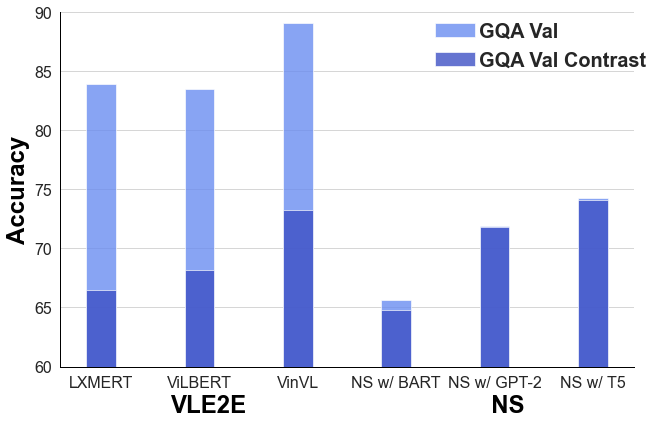 90
GQA Val
GQA Val Contrast
85
80
75
70
65
60
Accuracy
LXMERT ViLBERT VinVL NS w/ BART NS w/ GPT-2 NS w/ T5
VLE2E NS